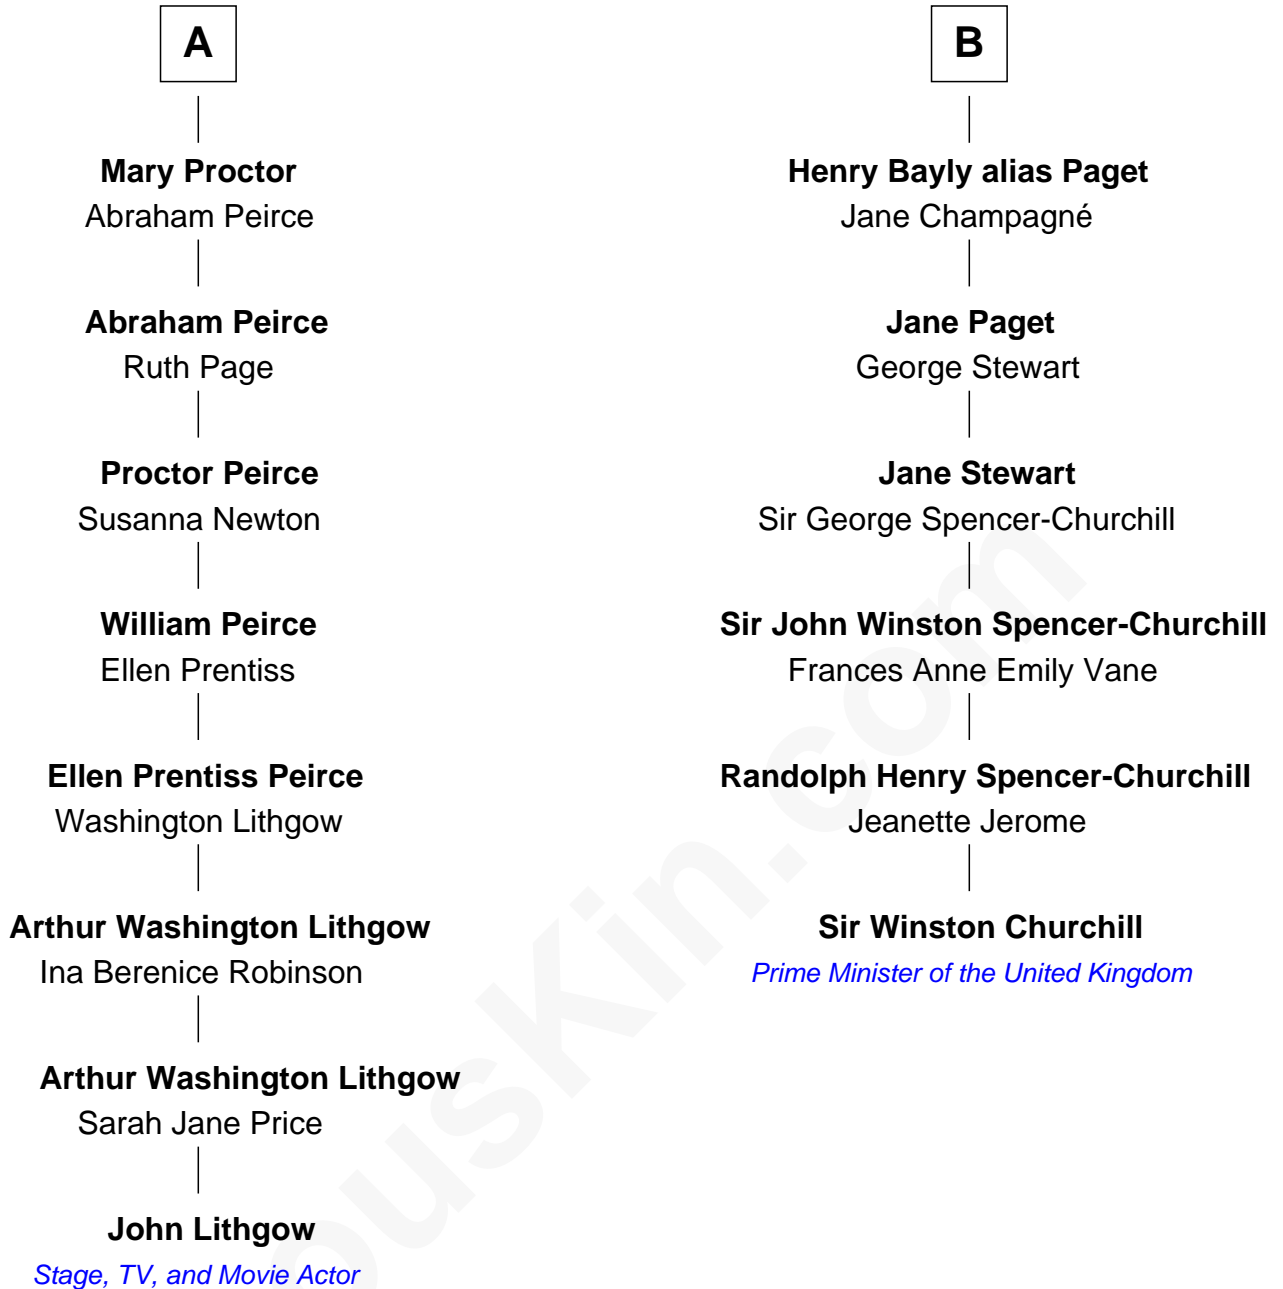 A
Mary Proctor
Abraham Peirce
Abraham Peirce
Ruth Page
Proctor Peirce
Susanna Newton
William Peirce
Ellen Prentiss
Ellen Prentiss Peirce
Washington Lithgow
Arthur Washington Lithgow
Ina Berenice Robinson
Arthur Washington Lithgow
Sarah Jane Price
John Lithgow
Stage, TV, and Movie Actor
B
Henry Bayly alias Paget
Jane Champagné
Jane Paget
George Stewart
Jane Stewart
Sir George Spencer-Churchill
Sir John Winston Spencer-Churchill
Frances Anne Emily Vane
Randolph Henry Spencer-Churchill
Jeanette Jerome
Sir Winston Churchill
Prime Minister of the United Kingdom
ousKin.com